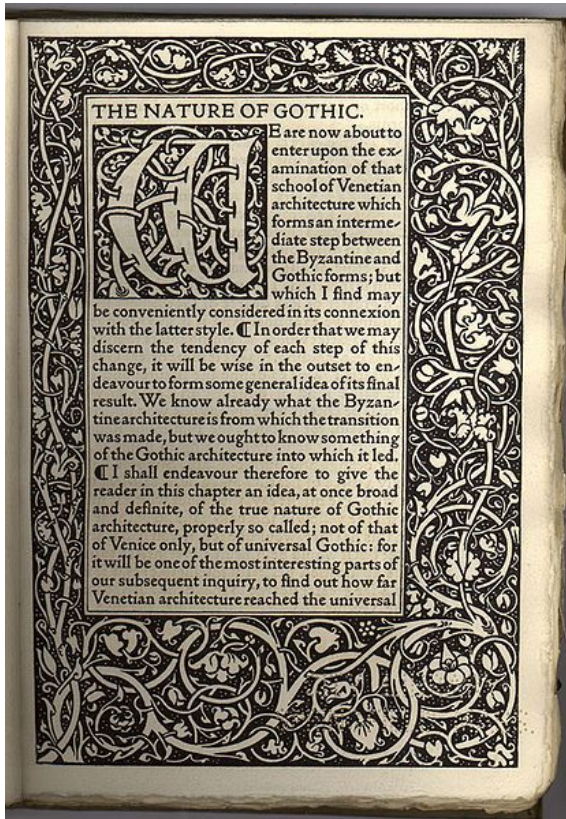 THE NATURE OF GOTHIC.
WE are now about to
enter upon the ex-
amination of that
school of Venetian
architecture which
forms an interme-
diate step between
the Byzantine and
Gothic forms; but
which I find may
be conveniently considered in its connexion
with the latter style. ⁋ In order that we may
discern the tendency of each step of this
change, it will be wise in the outset to en-
deavour to form some general idea of its final
result. We know already what the Byzan-
tine architecture is from which the transition
was made, but we ought to know something
of the Gothic architecture into which it led.
⁋ I shall endeavour therefore to give the
reader in this chapter an idea, at once broad
and definite, of the true nature of Gothic
architecture, properly so called; not of that
of Venice only, but of universal Gothic: for
it will be one of the most interesting parts of
our subsequent inquiry, to find out how far
Venetian architecture reached the universal